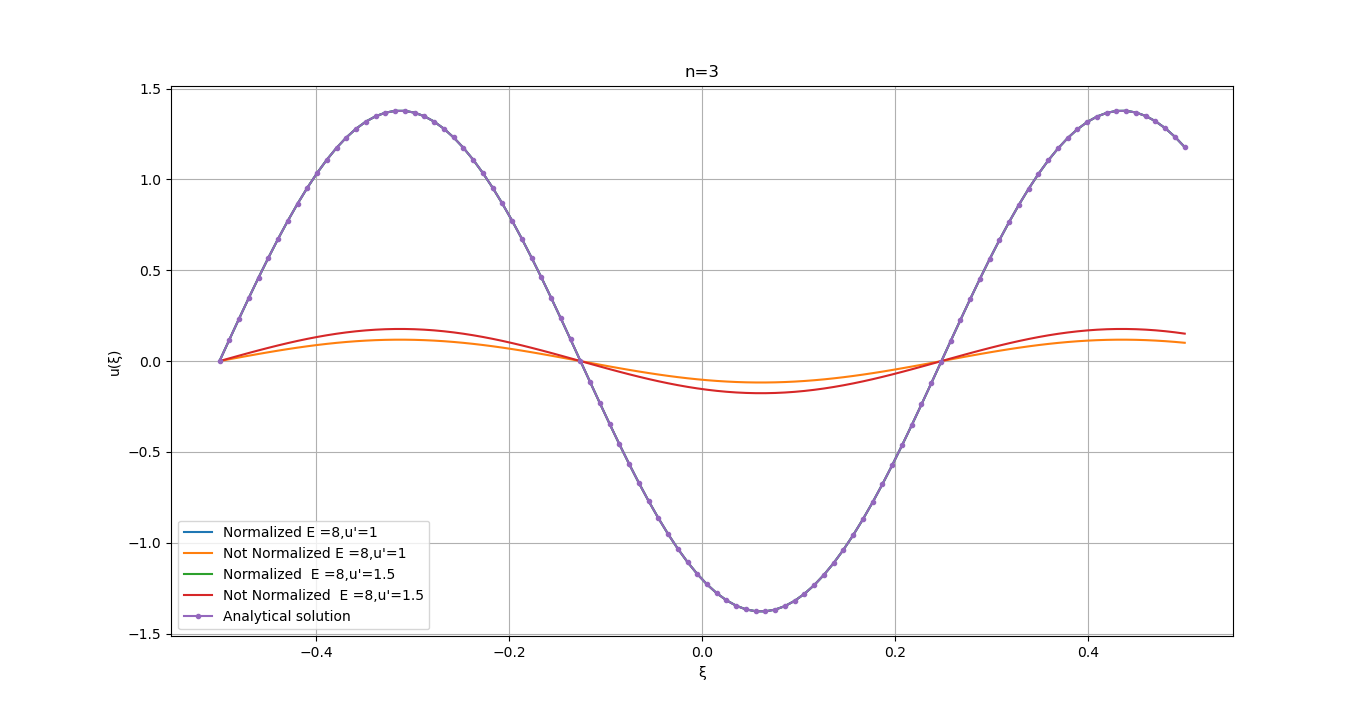 n=3
1.5
1.0
0.5
0.0
−0.5
−1.0
−1.5
u(ξ)
Normalized E =8,u'=1
Not Normalized E =8,u'=1
Normalized  E =8,u'=1.5
Not Normalized  E =8,u'=1.5
Analytical solution
−0.4 −0.2 0.0 0.2 0.4
ξ